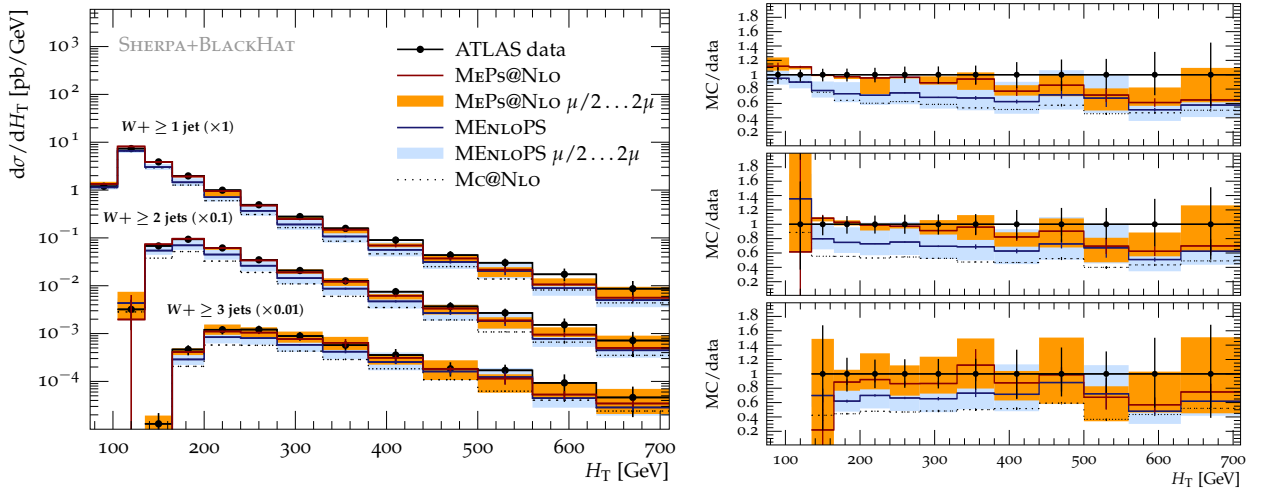 SHERPA+BLACKHAT
ATLAS data
MEPS@NLO
MEPS@NLO μ/2 . . . 2μ
MENLOPS
MENLOPS μ/2 . . . 2μ
MC@NLO
W+ ≥ 1 jet (×1)
W+ ≥ 2 jets (×0.1)
W+ ≥ 3 jets (×0.01)
10^3
10^2
10^1
1
10^−1
10^−2
10^−3
10^−4
dσ/dH_T [pb/GeV]
100 200 300 400 500 600 700
H_T [GeV]
MC/data
1.8
1.6
1.4
1.2
1
0.8
0.6
0.4
0.2
MC/data
1.8
1.6
1.4
1.2
1
0.8
0.6
0.4
0.2
MC/data
1.8
1.6
1.4
1.2
1
0.8
0.6
0.4
0.2
100 200 300 400 500 600 700
H_T [GeV]